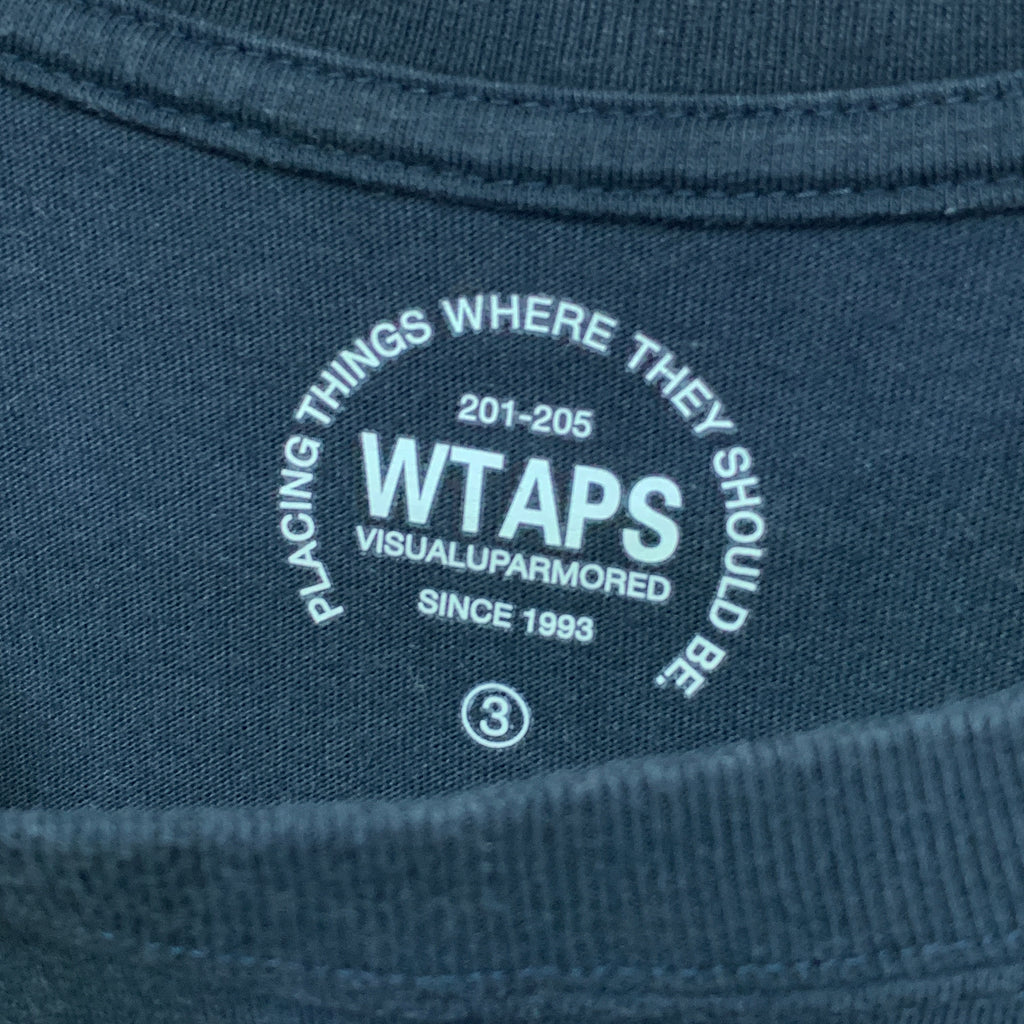 PLACING THINGS WHERE THEY SHOULD BE.
201-205
WTAPS
VISUALUPARMORED
SINCE 1993
3